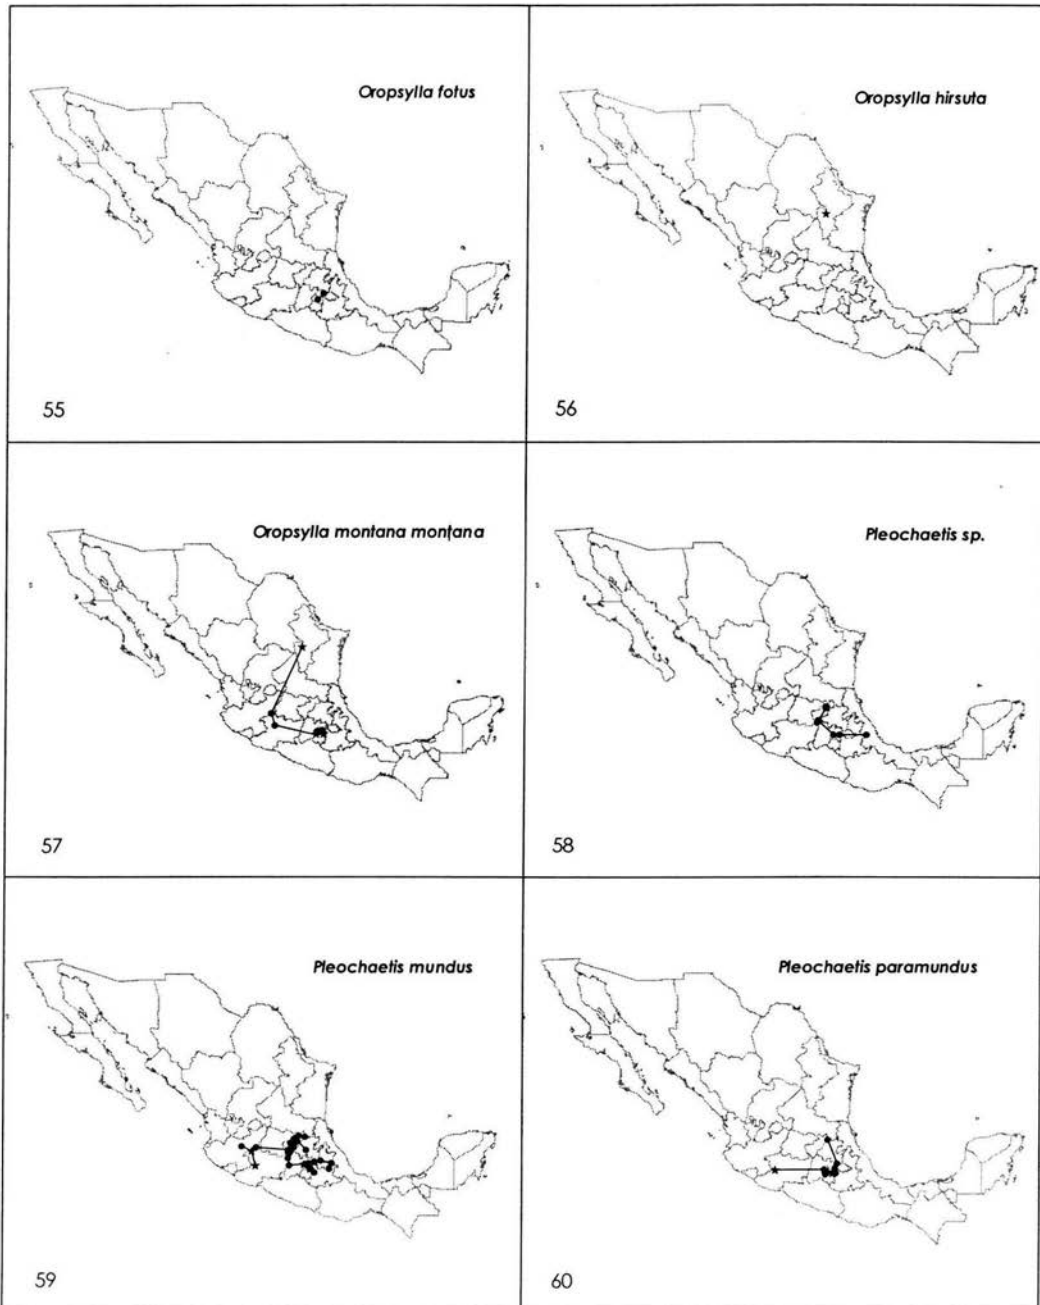 Oropsylla fotus
55
Oropsylla hirsuta
56
Oropsylla montana montana
57
Pleochaetis sp.
58
Pleochaetis mundus
59
Pleochaetis paramundus
60